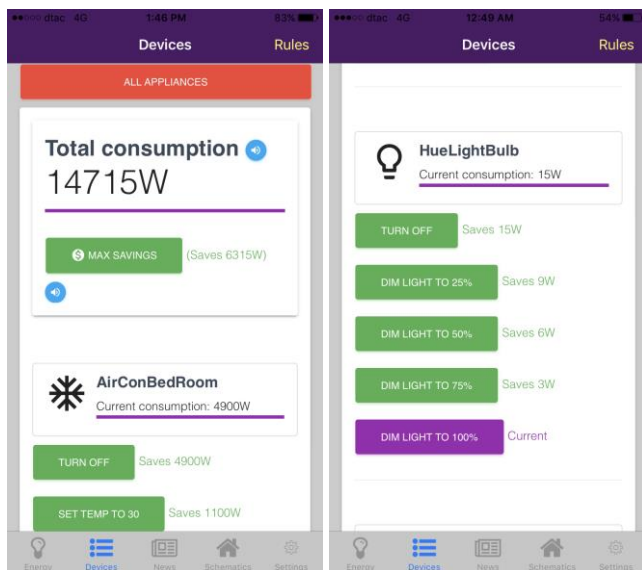 dtac 4G 1:46 PM 83%
Devices Rules
ALL APPLIANCES
Total consumption
14715W
MAX SAVINGS (Saves 6315W)
AirConBedRoom
Current consumption: 4900W
TURN OFF Saves 4900W
SET TEMP TO 30 Saves 1100W
Energy Devices News Schematics Settings
dtac 4G 12:49 AM 54%
Devices Rules
HueLightBulb
Current consumption: 15W
TURN OFF Saves 15W
DIM LIGHT TO 25% Saves 9W
DIM LIGHT TO 50% Saves 6W
DIM LIGHT TO 75% Saves 3W
DIM LIGHT TO 100% Current
Energy Devices News Schematics Settings